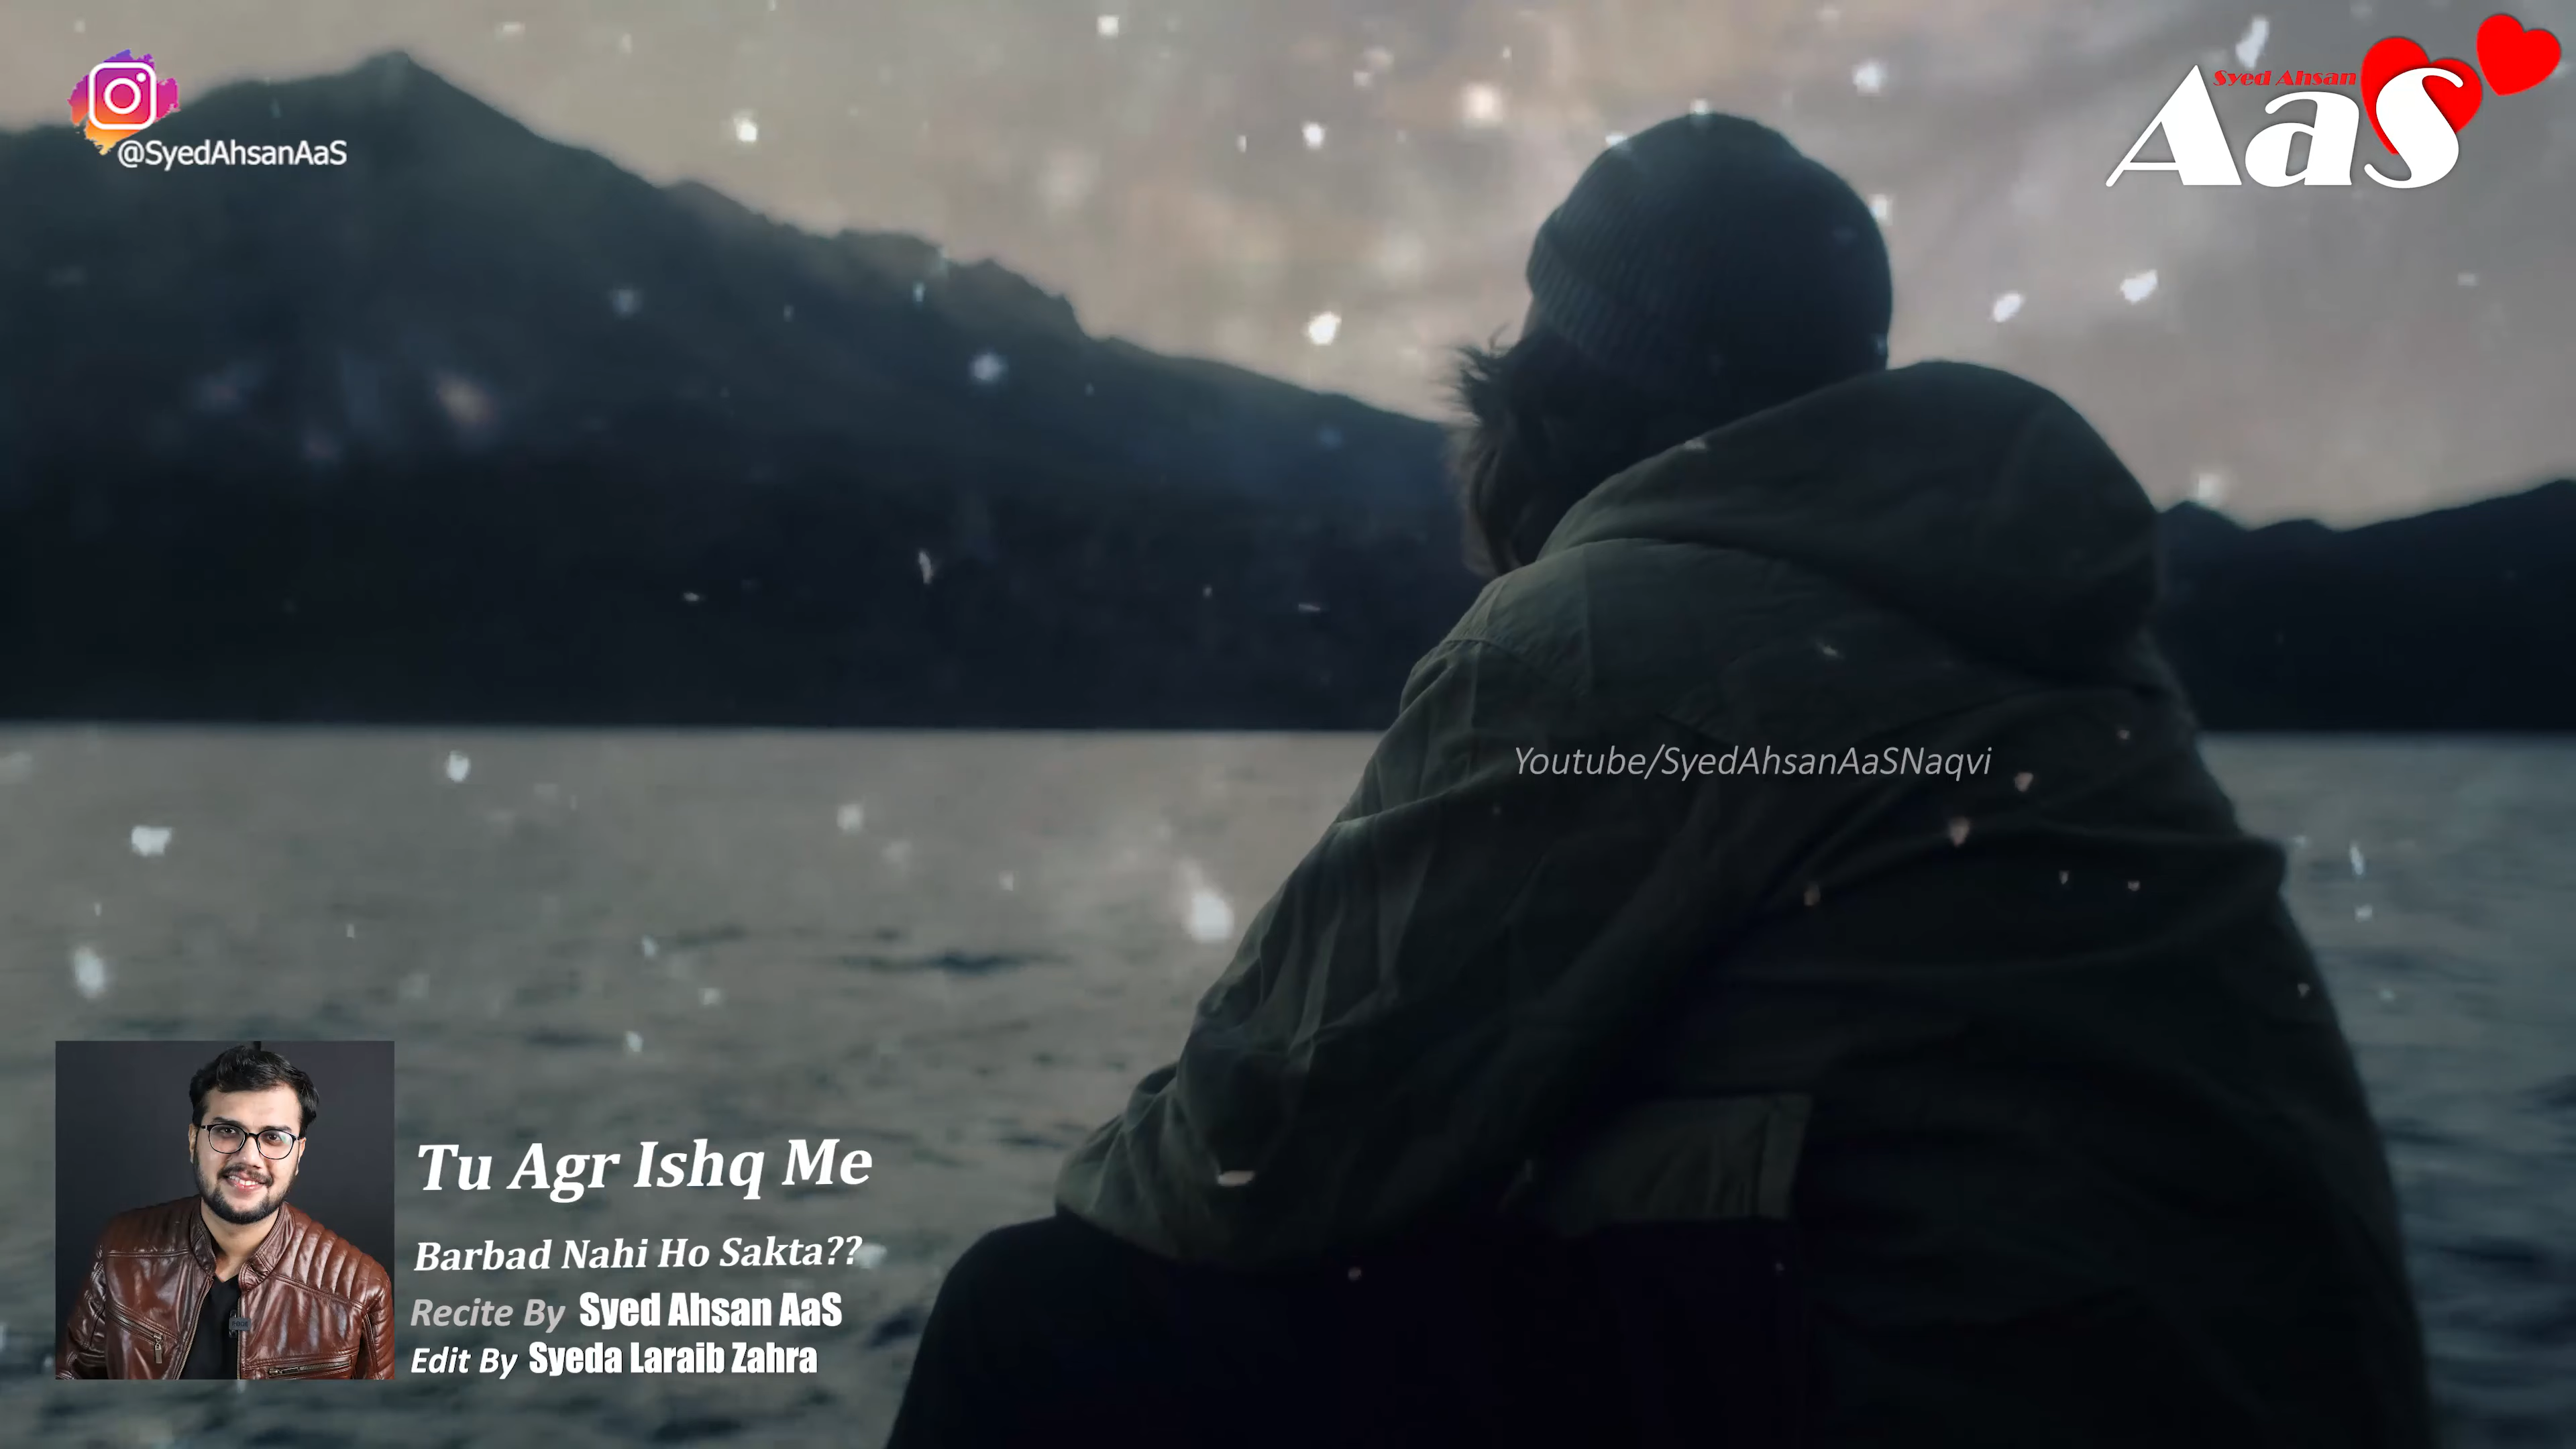 @SyedAhsanAaS
Syed Ahsan
AaS
Youtube/SyedAhsanAaSNaqvi
Tu Agr Ishq Me
Barbad Nahi Ho Sakta??
Recite By Syed Ahsan AaS
Edit By Syeda Laraib Zahra